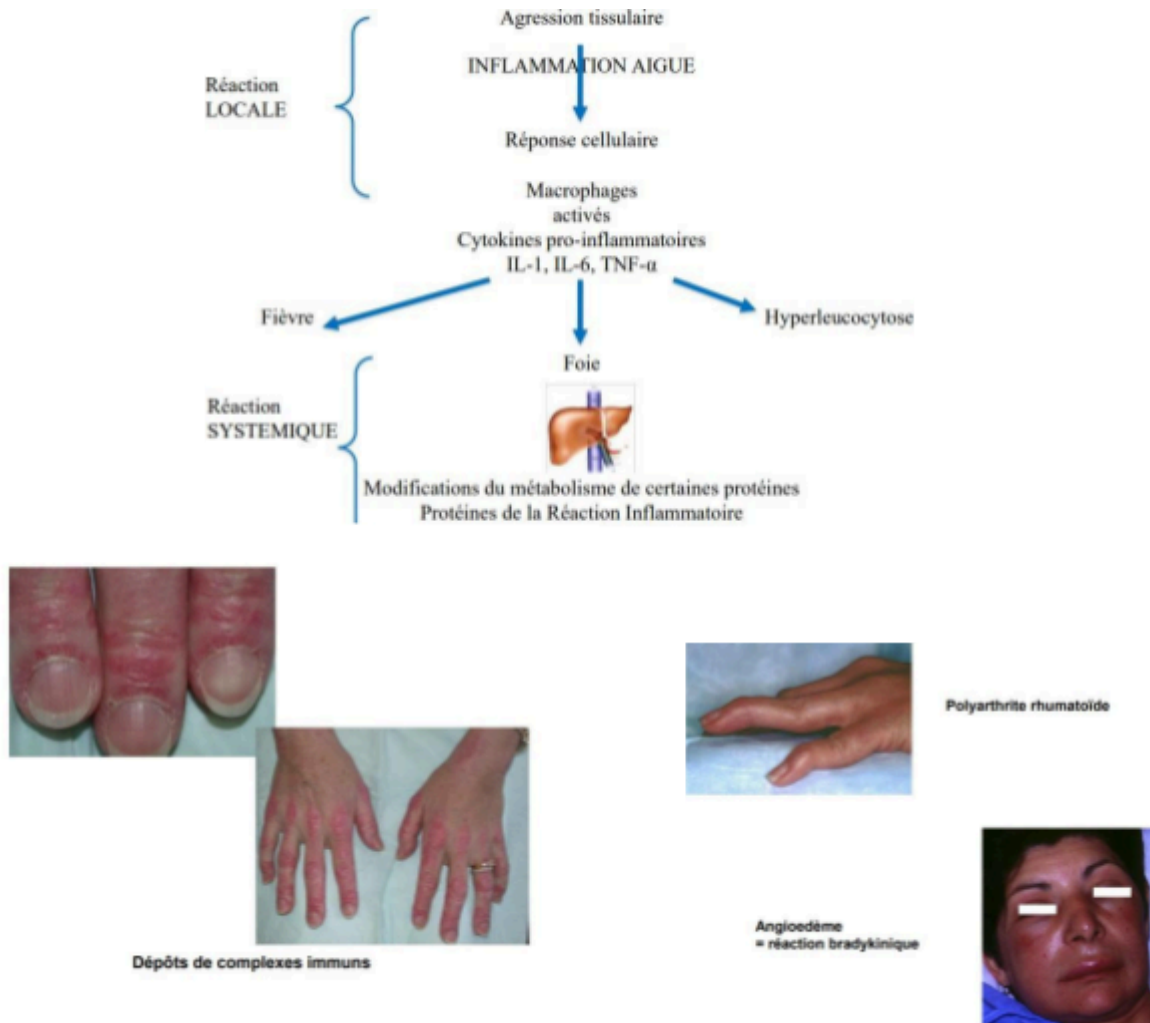 Agression tissulaire
INFLAMMATION AIGUE
Réaction
LOCALE
Réponse cellulaire
Macrophages
activés
Cytokines pro-inflammatoires
IL-1, IL-6, TNF-α
Fièvre
Hyperleucocytose
Foie
Réaction
SYSTEMIQUE
Modifications du métabolisme de certaines protéines
Protéines de la Réaction Inflammatoire
Polyarthrite rhumatoïde
Angioedème
= réaction bradykinique
Dépôts de complexes immuns